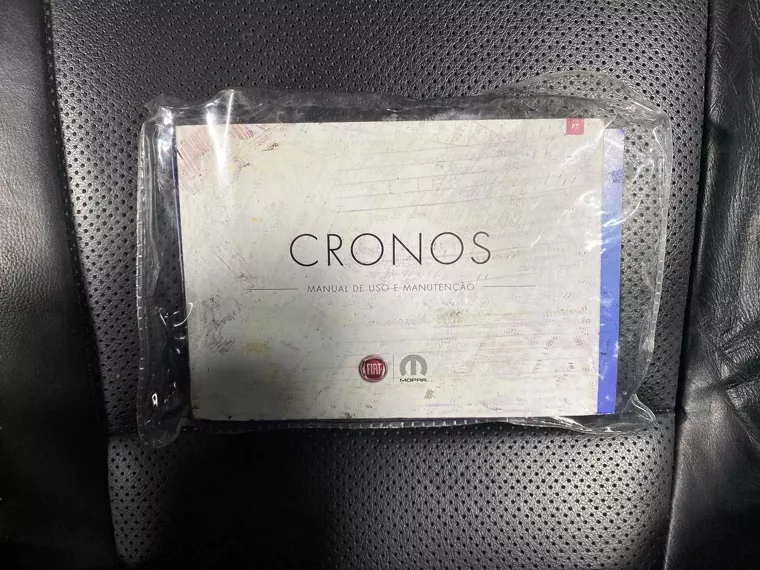 CRONOS
MANUAL DE USO E MANUTENÇÃO
FIAT
MOPAR